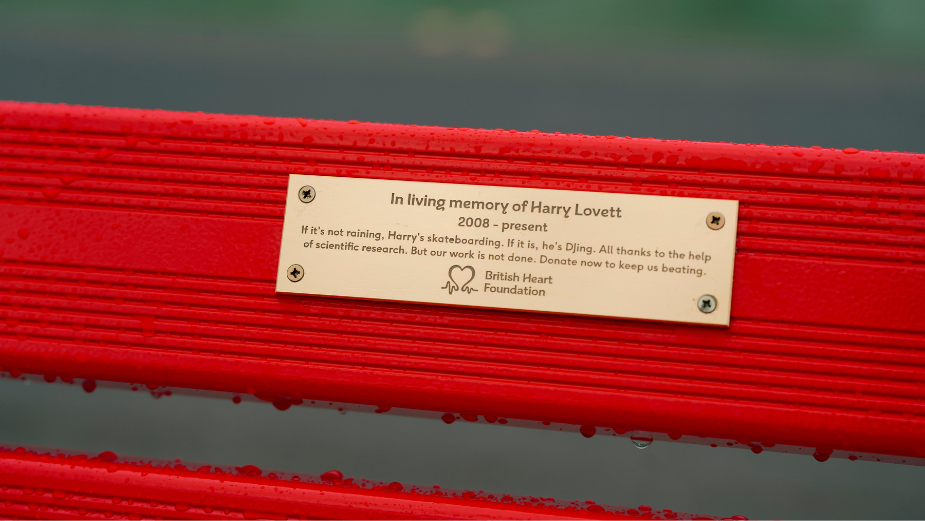 In living memory of Harry Lovett
2008 - present
If it's not raining, Harry's skateboarding. If it is, he's DJing. All thanks to the help
of scientific research. But our work is not done. Donate now to keep us beating.
British Heart
Foundation